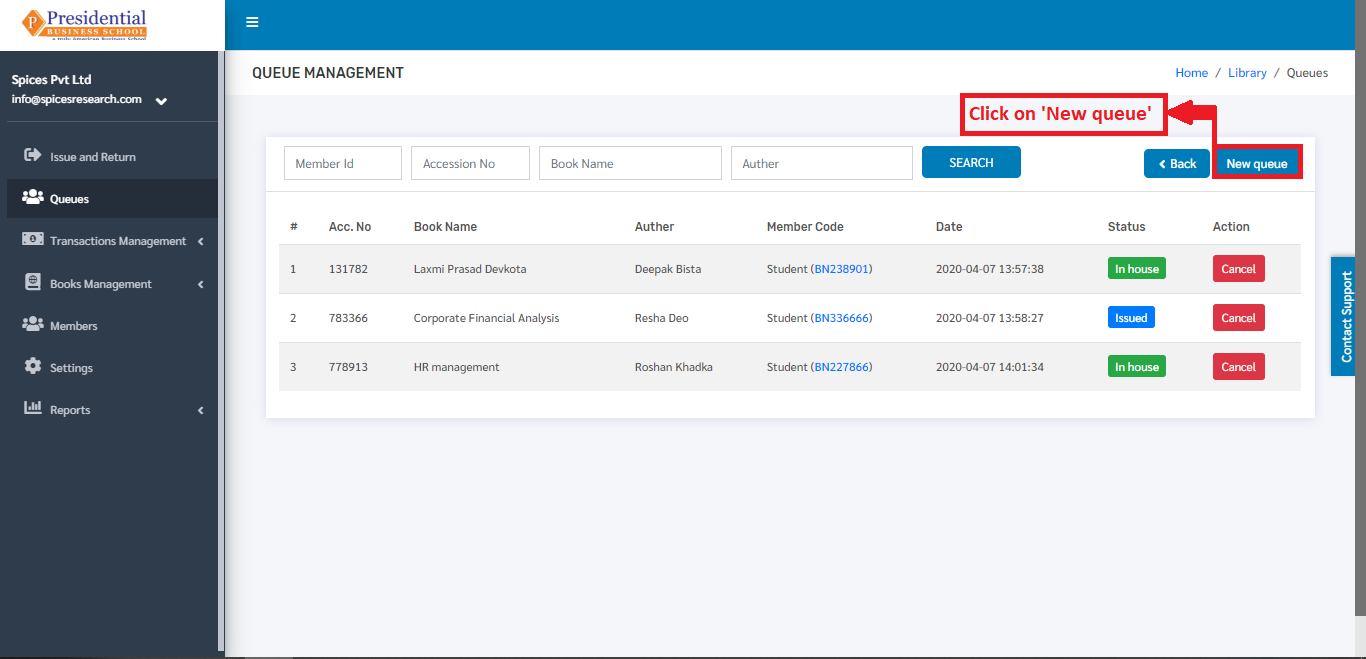 P Presidential
BUSINESS SCHOOL
a truly American Business School
Spices Pvt Ltd
info@spicesresearch.com
Issue and Return
Queues
Transactions Management
Books Management
Members
Settings
Reports
QUEUE MANAGEMENT
Home / Library / Queues
Click on 'New queue'
Member Id Accession No Book Name Auther SEARCH Back New queue
# Acc. No Book Name Auther Member Code Date Status Action
1 131782 Laxmi Prasad Devkota Deepak Bista Student (BN238901) 2020-04-07 13:57:38 In house Cancel
2 783366 Corporate Financial Analysis Resha Deo Student (BN336666) 2020-04-07 13:58:27 Issued Cancel
3 778913 HR management Roshan Khadka Student (BN227866) 2020-04-07 14:01:34 In house Cancel
Contact Support